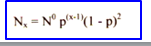 Nₓ = N⁰ p⁽ˣ⁻¹⁾(1 - p)²